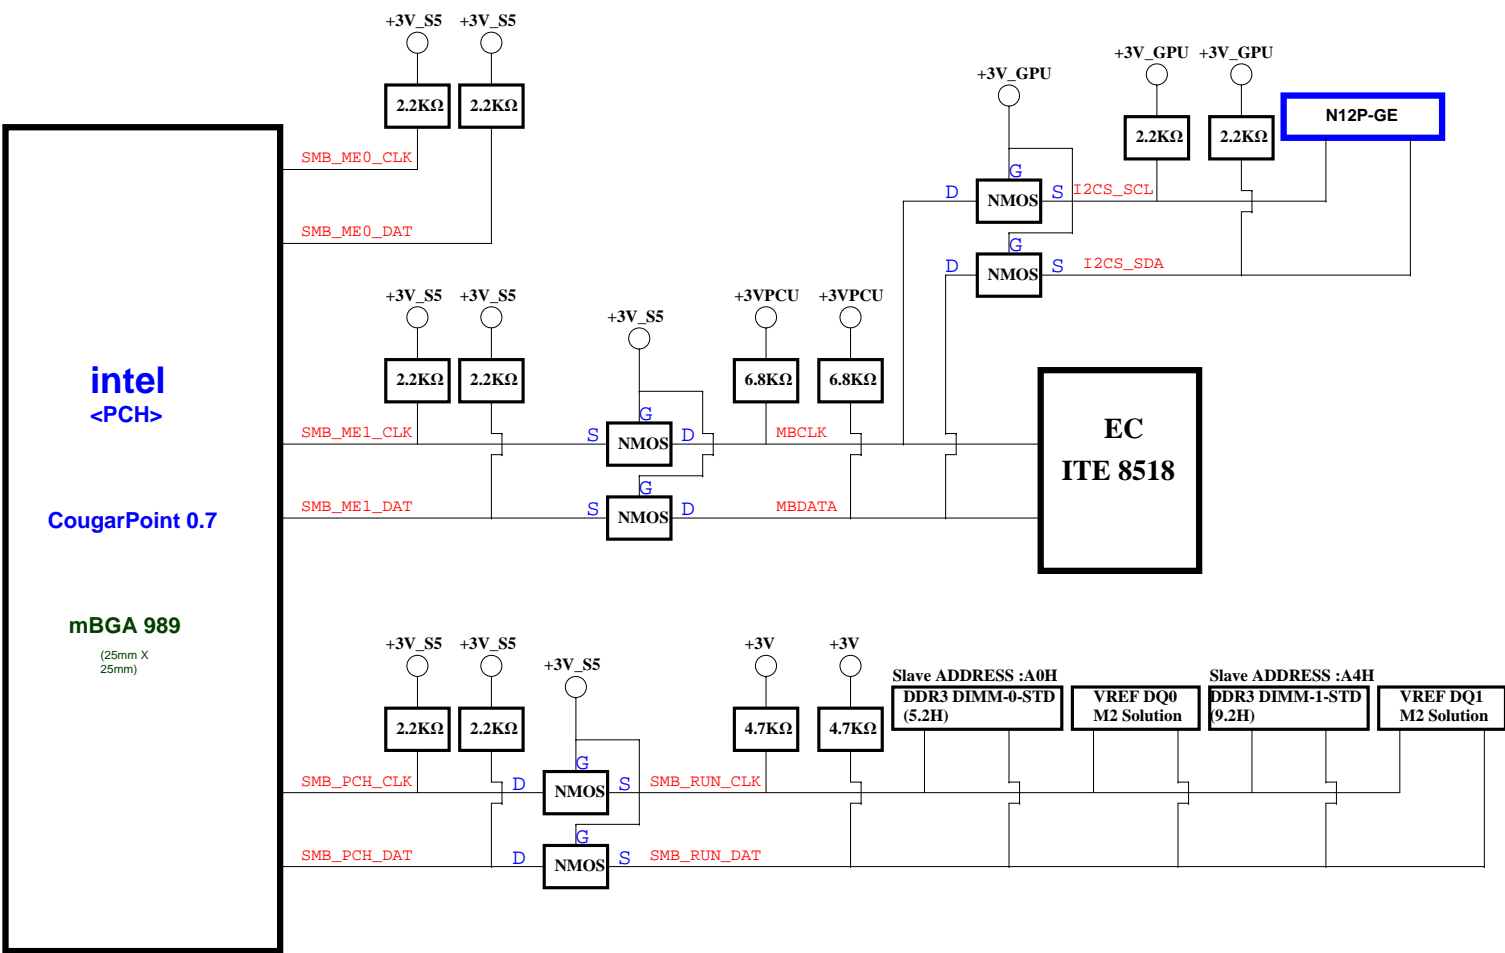 +3V_S5 +3V_S5
2.2KΩ 2.2KΩ
SMB_ME0_CLK
SMB_ME0_DAT
+3V_GPU
+3V_GPU +3V_GPU
2.2KΩ 2.2KΩ
N12P-GE
G
D NMOS S I2CS_SCL
G
D NMOS S I2CS_SDA
+3V_S5 +3V_S5
2.2KΩ 2.2KΩ
+3V_S5
+3VPCU +3VPCU
6.8KΩ 6.8KΩ
intel
<PCH>
CougarPoint 0.7
mBGA 989
(25mm X
25mm)
SMB_ME1_CLK
G
S NMOS D MBCLK
SMB_ME1_DAT
G
S NMOS D MBDATA
EC
ITE 8518
+3V_S5 +3V_S5
2.2KΩ 2.2KΩ
+3V_S5
+3V +3V
4.7KΩ 4.7KΩ
Slave ADDRESS :A0H
DDR3 DIMM-0-STD
(5.2H)
VREF DQ0
M2 Solution
Slave ADDRESS :A4H
DDR3 DIMM-1-STD
(9.2H)
VREF DQ1
M2 Solution
SMB_PCH_CLK
G
D NMOS S SMB_RUN_CLK
SMB_PCH_DAT
G
D NMOS S SMB_RUN_DAT